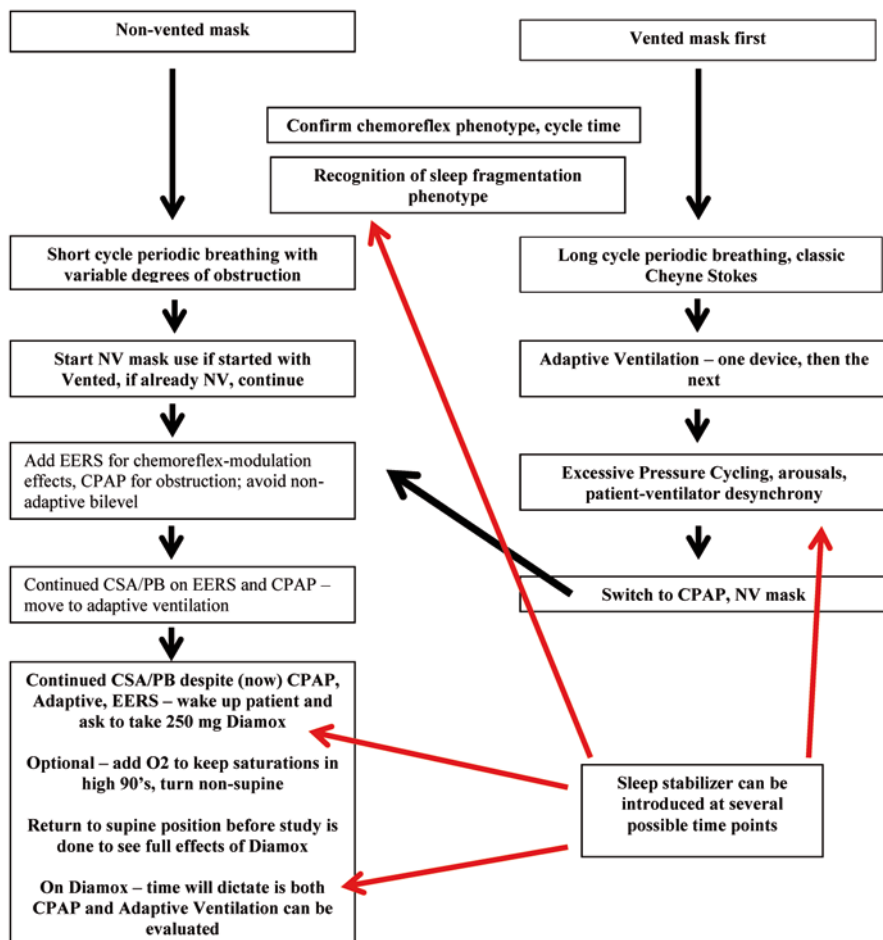 Non-vented mask
Vented mask first
Confirm chemoreflex phenotype, cycle time
Recognition of sleep fragmentation
phenotype
Short cycle periodic breathing with
variable degrees of obstruction
Long cycle periodic breathing, classic
Cheyne Stokes
Start NV mask use if started with
Vented, if already NV, continue
Adaptive Ventilation – one device, then the
next
Add EERS for chemoreflex-modulation
effects, CPAP for obstruction; avoid non-
adaptive bilevel
Excessive Pressure Cycling, arousals,
patient-ventilator desynchrony
Continued CSA/PB on EERS and CPAP –
move to adaptive ventilation
Switch to CPAP, NV mask
Continued CSA/PB despite (now) CPAP,
Adaptive, EERS – wake up patient and
ask to take 250 mg Diamox
Optional – add O2 to keep saturations in
high 90's, turn non-supine
Return to supine position before study is
done to see full effects of Diamox
On Diamox – time will dictate is both
CPAP and Adaptive Ventilation can be
evaluated
Sleep stabilizer can be
introduced at several
possible time points